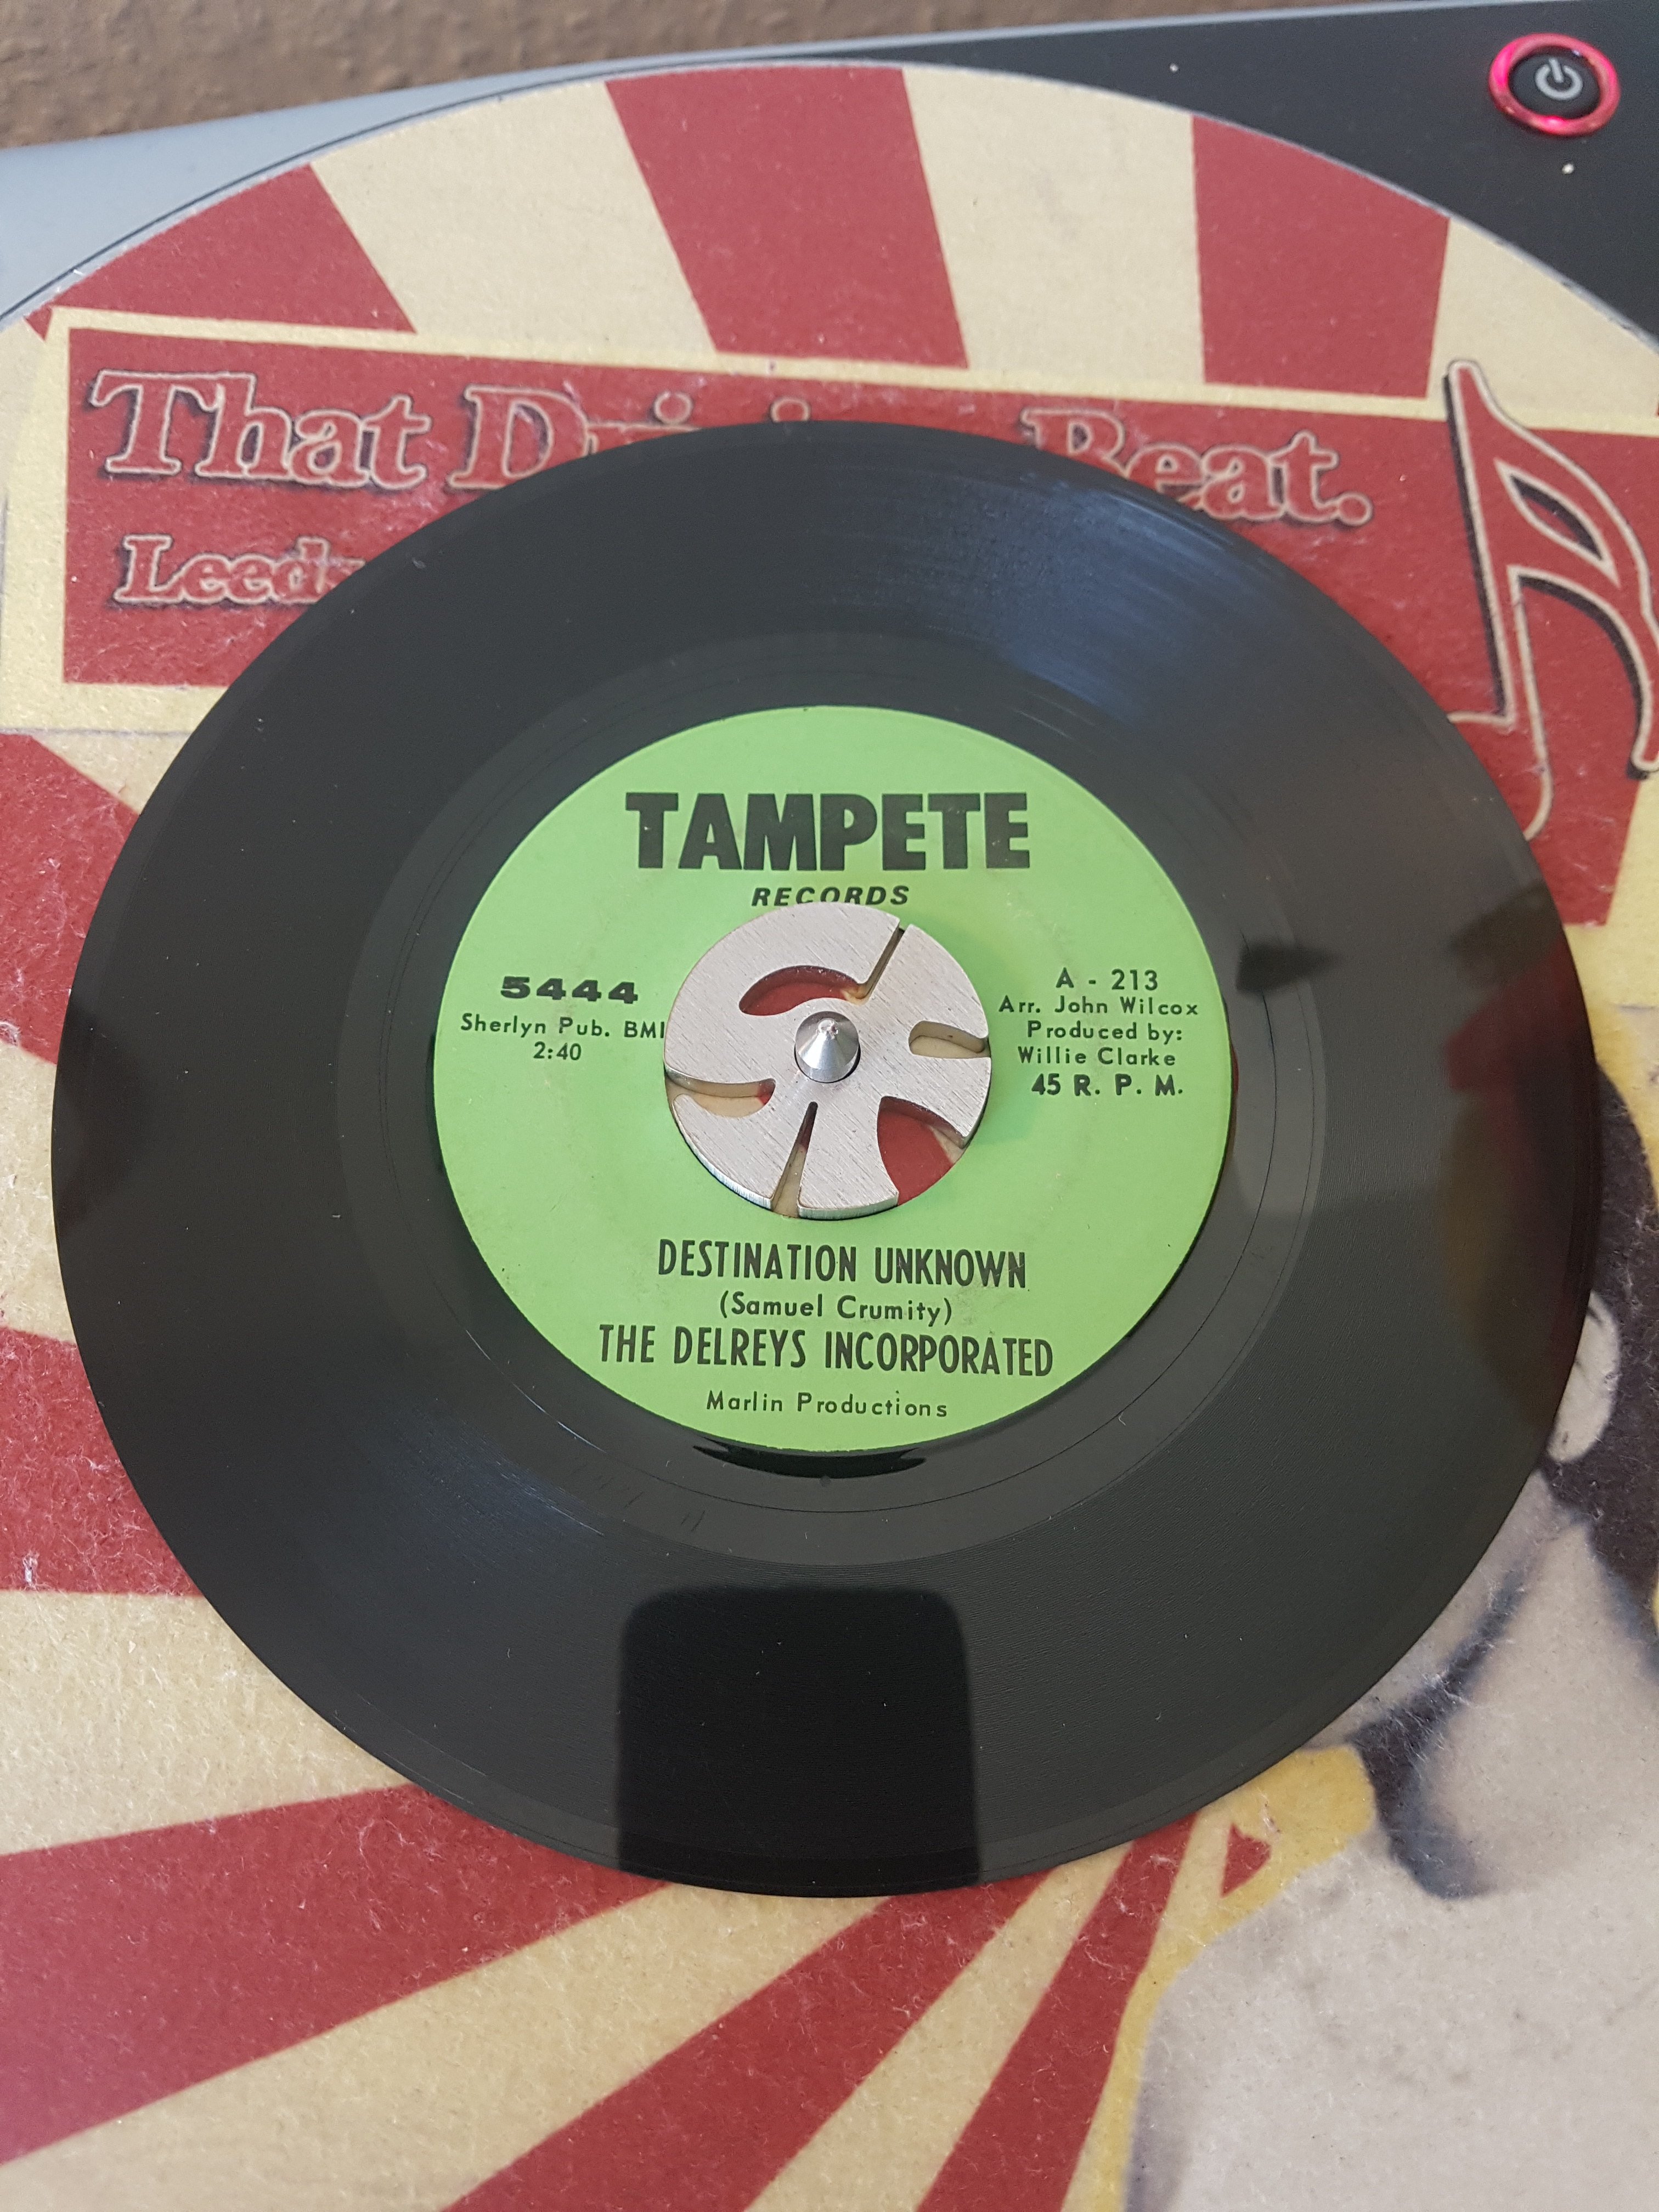 That Beat.
Leeds
TAMPETE
RECORDS
5444
Sherlyn Pub. BMI
2:40
A - 213
Arr. John Wilcox
Produced by:
Willie Clarke
45 R. P. M.
DESTINATION UNKNOWN
(Samuel Crumity)
THE DELREYS INCORPORATED
Marlin Productions